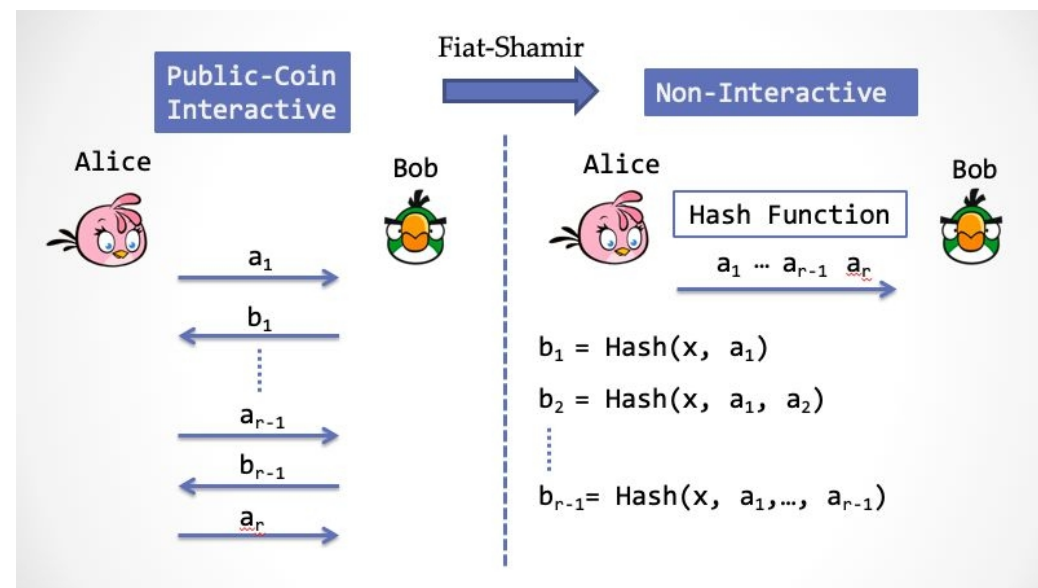 Fiat-Shamir
Public-Coin
Interactive
Non-Interactive
Alice
Bob
a₁
b₁
aᵣ₋₁
bᵣ₋₁
aᵣ
Alice
Bob
Hash Function
a₁ … aᵣ₋₁ aᵣ
b₁ = Hash(x, a₁)
b₂ = Hash(x, a₁, a₂)
bᵣ₋₁= Hash(x, a₁,…, aᵣ₋₁)